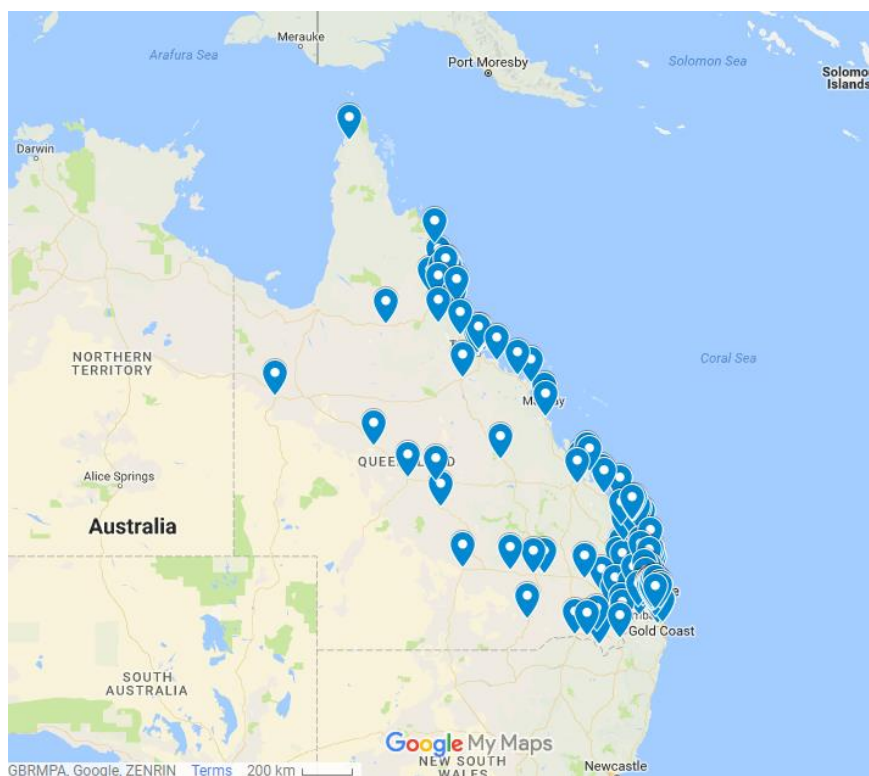 Arafura Sea
Merauke
Port Moresby
Solomon Sea
Solomon
Islands
Darwin
NORTHERN
TERRITORY
Coral Sea
Alice Springs
Australia
Gold Coast
SOUTH
AUSTRALIA
Google My Maps
NEW SOUTH
WALES
Newcastle
GBRMPA, Google, ZENRIN Terms 200 km